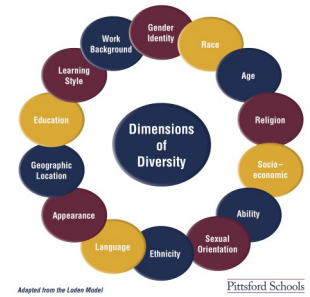 Gender
Identity
Race
Age
Religion
Socio–
economic
Ability
Sexual
Orientation
Ethnicity
Language
Appearance
Geographic
Location
Education
Learning
Style
Work
Background
Dimensions
of
Diversity
Adapted from the Loden Model
Pittsford Schools